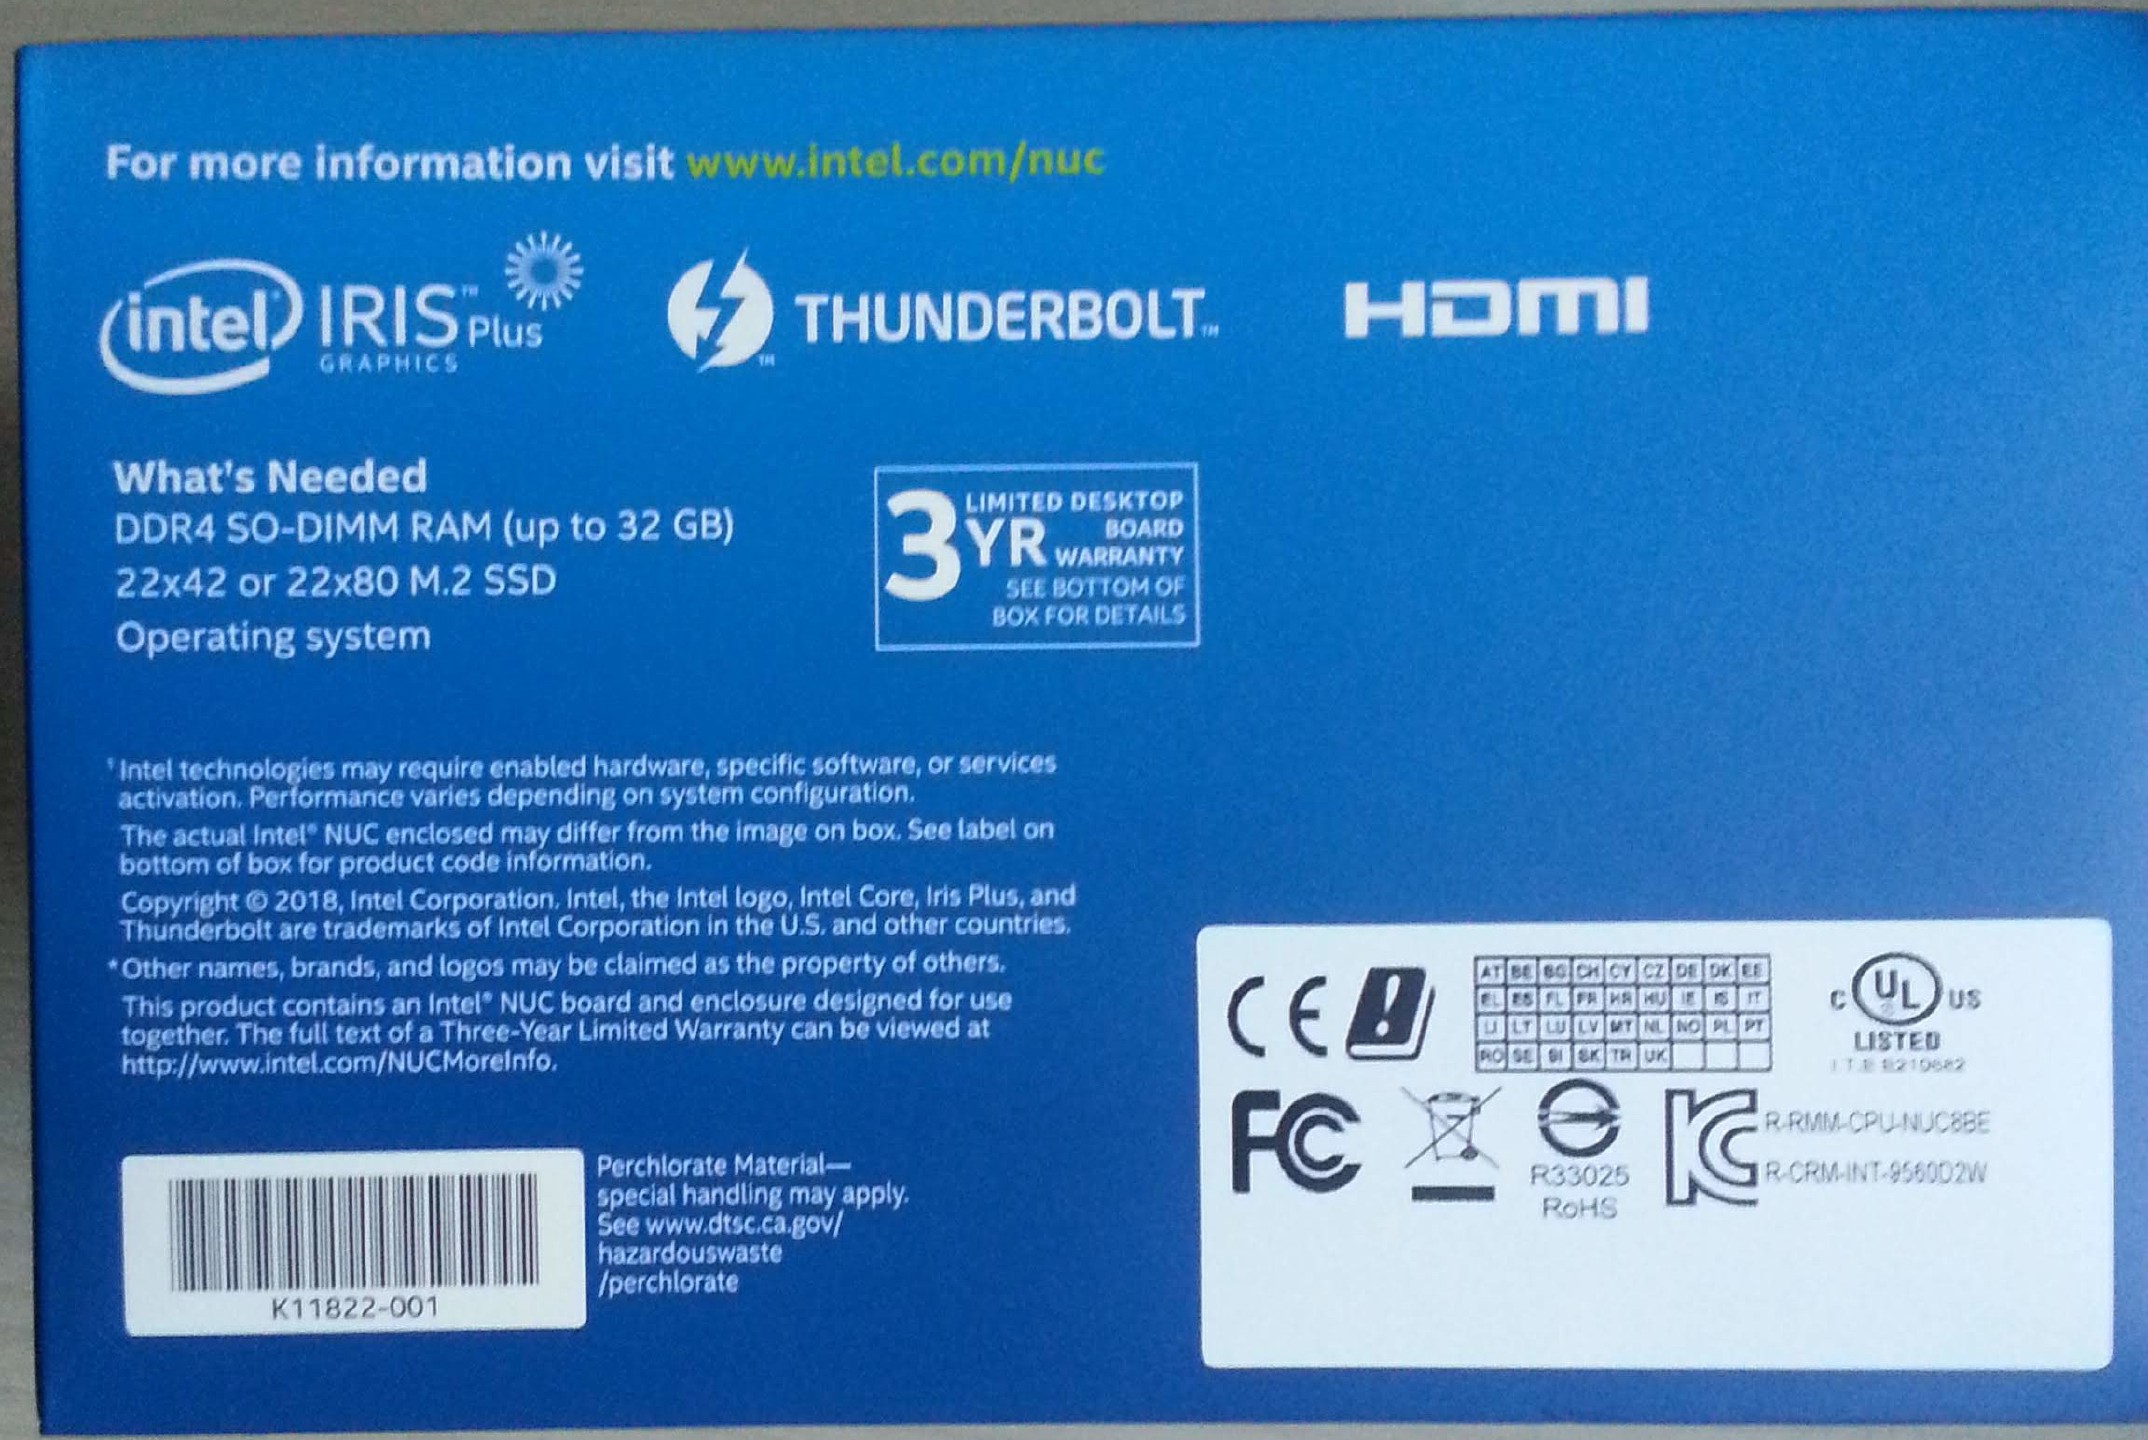 For more information visit www.intel.com/nuc
intel® IRIS™ Plus
GRAPHICS
THUNDERBOLT™
HDMI
What's Needed
DDR4 SO-DIMM RAM (up to 32 GB)
22x42 or 22x80 M.2 SSD
Operating system
3 YR LIMITED DESKTOP
BOARD
WARRANTY
SEE BOTTOM OF
BOX FOR DETAILS
¹Intel technologies may require enabled hardware, specific software, or services
activation. Performance varies depending on system configuration.
The actual Intel® NUC enclosed may differ from the image on box. See label on
bottom of box for product code information.
Copyright © 2018, Intel Corporation. Intel, the Intel logo, Intel Core, Iris Plus, and
Thunderbolt are trademarks of Intel Corporation in the U.S. and other countries.
*Other names, brands, and logos may be claimed as the property of others.
This product contains an Intel® NUC board and enclosure designed for use
together. The full text of a Three-Year Limited Warranty can be viewed at
http://www.intel.com/NUCMoreInfo.
K11822-001
Perchlorate Material—
special handling may apply.
See www.dtsc.ca.gov/
hazardouswaste
/perchlorate
CE !
AT BE BG CH CY CZ DE DK EE
EL ES FL FR HR HU IE IS IT
LI LT LU LV MT NL NO PL PT
RO SE SI SK TR UK
C UL US
LISTED
I.T.E.
FC
R33025
RoHS
R-RMM-CPU-NUC8BE
R-CRM-INT-9560D2W